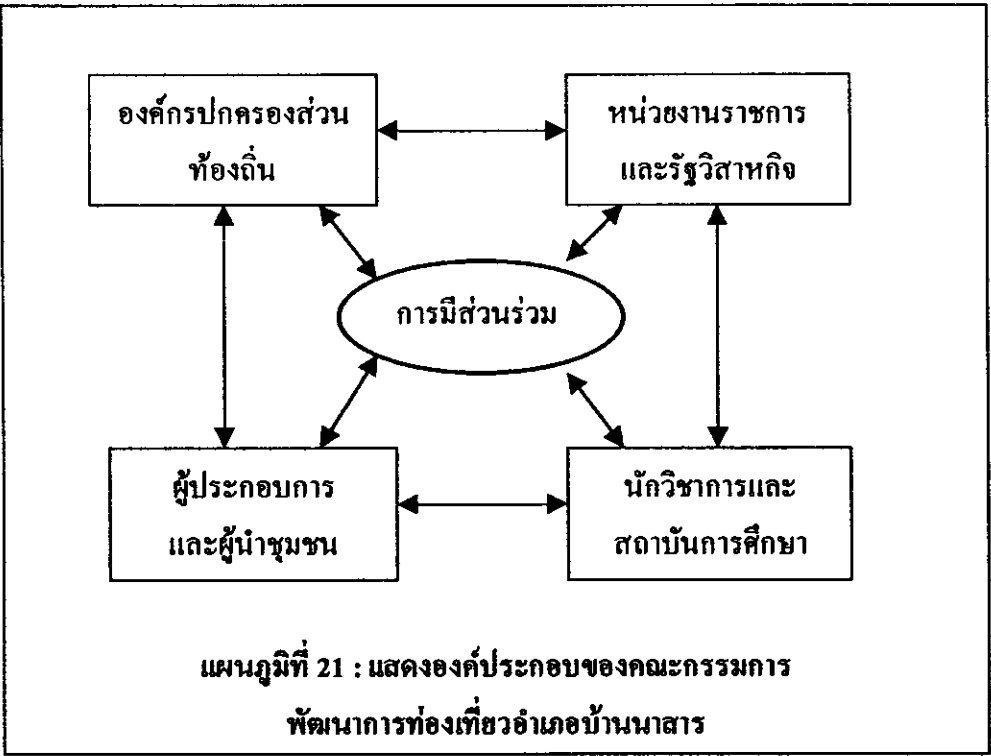 องค์กรปกครองส่วน
ท้องถิ่น
หน่วยงานราชการ
และรัฐวิสาหกิจ
การมีส่วนร่วม
ผู้ประกอบการ
และผู้นำชุมชน
นักวิชาการและ
สถาบันการศึกษา
แผนภูมิที่ 21 : แสดงองค์ประกอบของคณะกรรมการ
พัฒนาการท่องเที่ยวอำเภอบ้านนาสาร